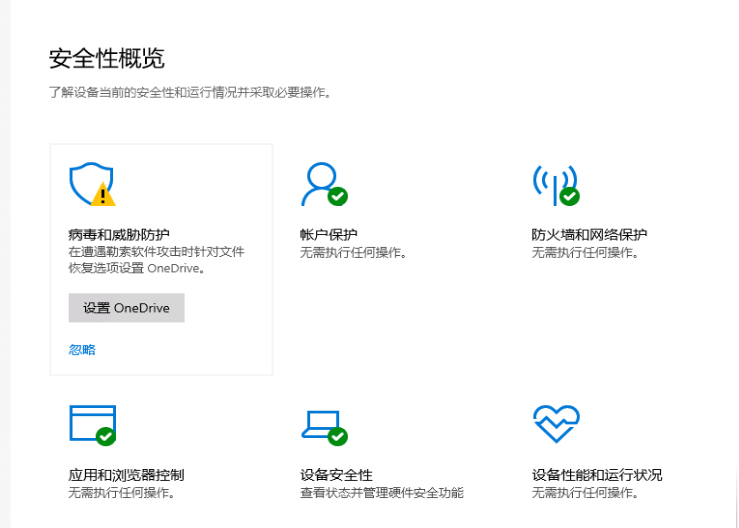 安全性概览
了解设备当前的安全性和运行情况并采取必要操作。
病毒和威胁防护
在遭遇勒索软件攻击时针对文件
恢复选项设置 OneDrive。
设置 OneDrive
忽略
帐户保护
无需执行任何操作。
防火墙和网络保护
无需执行任何操作。
应用和浏览器控制
无需执行任何操作。
设备安全性
查看状态并管理硬件安全功能
设备性能和运行状况
无需执行任何操作。